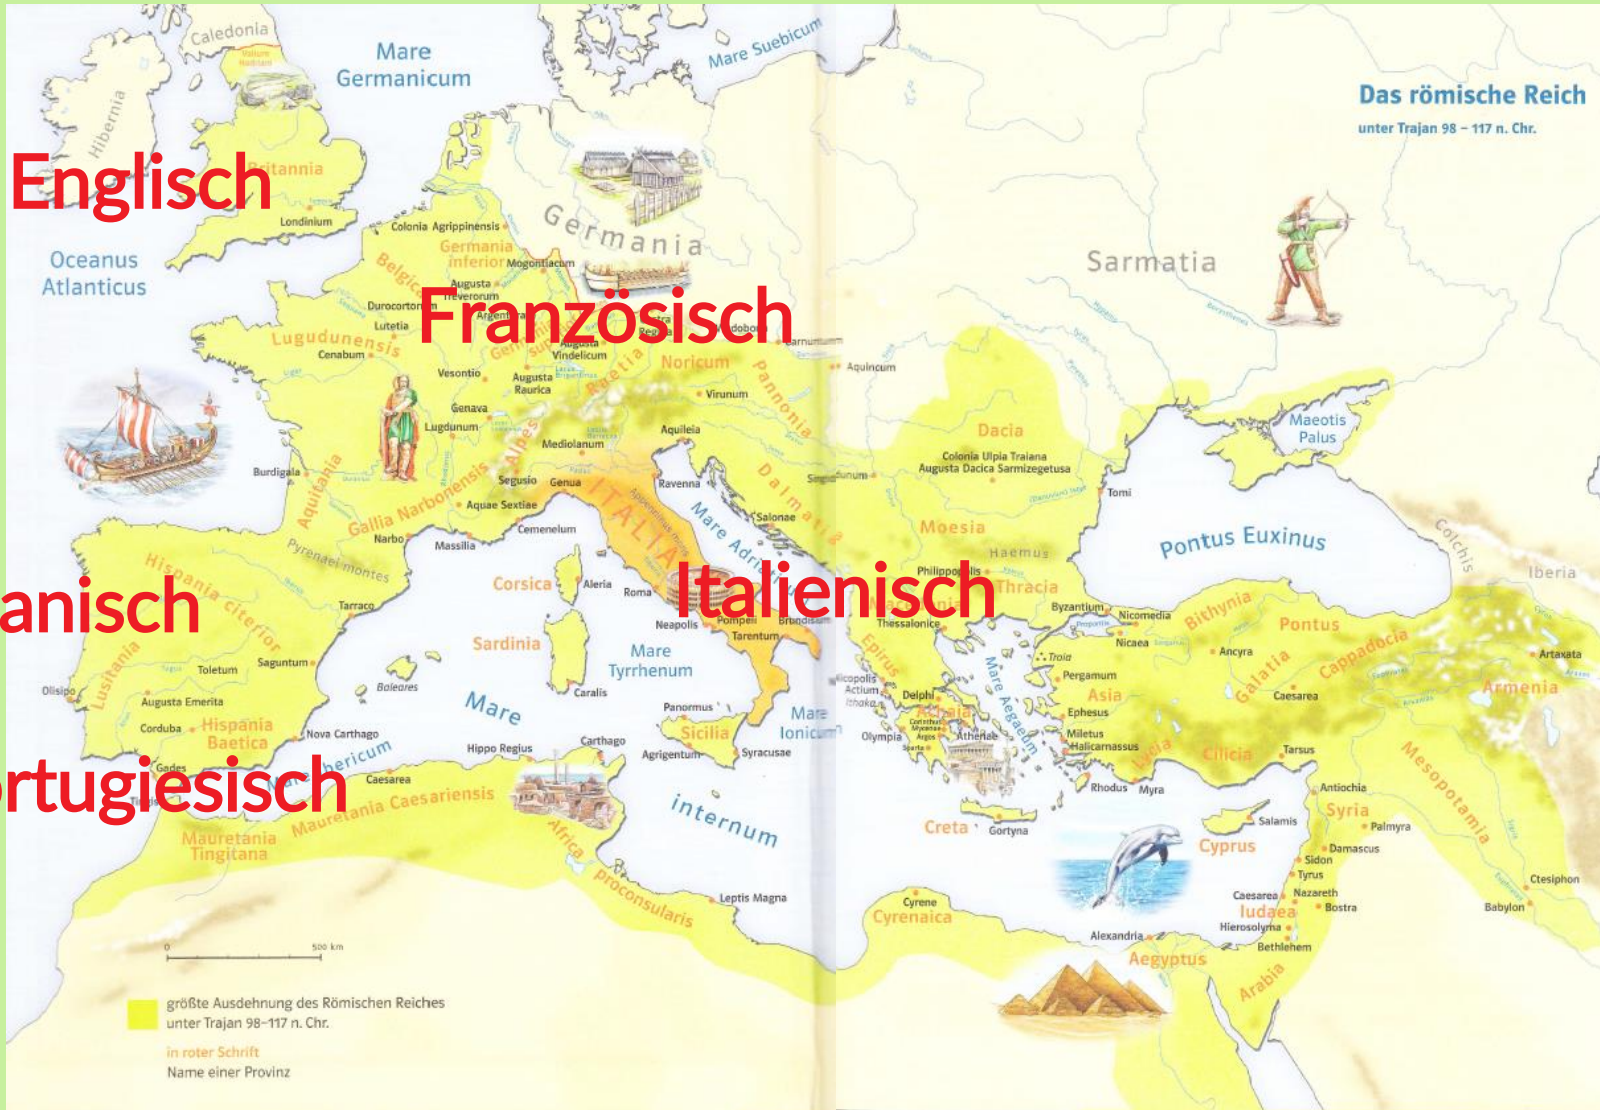 Caledonia
Mare
Germanicum
Mare Suebicum
Hibernia
Das römische Reich
unter Trajan 98 – 117 n. Chr.
Englisch
Londinium
Oceanus
Atlanticus
Colonia Agrippinensis
Germania
inferior
Mogontiacum
Germania
Sarmatia
Augusta
Lutetia
Lugudunensis
Cenabum
Französisch
Vindelicum
Raetia
Noricum
Pannonia
Aquincum
Vesontio
Augusta
Raurica
Virunum
Genava
Lugdunum
Alpes
Mediolanum
Aquileia
Dacia
Maeotis
Palus
Colonia Ulpia Traiana
Augusta Dacica Sarmizegetusa
Burdigala
Aquitania
Segusio
Genua
Ravenna
Dalmatia
Tomi
Gallia Narbonensis
Aquae Sextiae
ITALIA
Salonae
Moesia
Pontus Euxinus
Colchis
Narbo
Massilia
Cemenelum
Haemus
Iberia
Pyrenaei montes
Hispania citerior
Corsica
Aleria
Roma
Italienisch
Philippopolis
Thracia
anisch
Tarraco
Neapolis
Pompeii
Tarentum
Thessalonice
Byzantium
Nicomedia
Bithynia
Pontus
Nicaea
Ancyra
Galatia
Cappadocia
Artaxata
Armenia
Lusitania
Toletum
Saguntum
Sardinia
Mare
Tyrrhenum
Epirus
Troia
Pergamum
Olisipo
Augusta Emerita
Baleares
Caralis
Actium
Ithaka
Delphi
Mare Aegaeum
Asia
Caesarea
Corduba
Hispania
Baetica
Nova Carthago
Mare
Panormus
Sicilia
Mare
Ionicum
Olympia
Athenae
Ephesus
Miletus
Halicarnassus
Lycia
Cilicia
Tarsus
Mesopotamia
Gades
Hippo Regius
Carthago
Agrigentum
Syracusae
Rhodus
Myra
Antiochia
rtugiesisch
Caesarea
Mauretania Caesariensis
internum
Creta
Gortyna
Salamis
Cyprus
Syria
Palmyra
Mauretania
Tingitana
Africa
proconsularis
Damascus
Sidon
Tyrus
Leptis Magna
Cyrene
Cyrenaica
Caesarea
Nazareth
Iudaea
Bostra
Hierosolyma
Bethlehem
Ctesiphon
Babylon
Alexandria
Aegyptus
Arabia
0 500 km
größte Ausdehnung des Römischen Reiches
unter Trajan 98–117 n. Chr.
in roter Schrift
Name einer Provinz